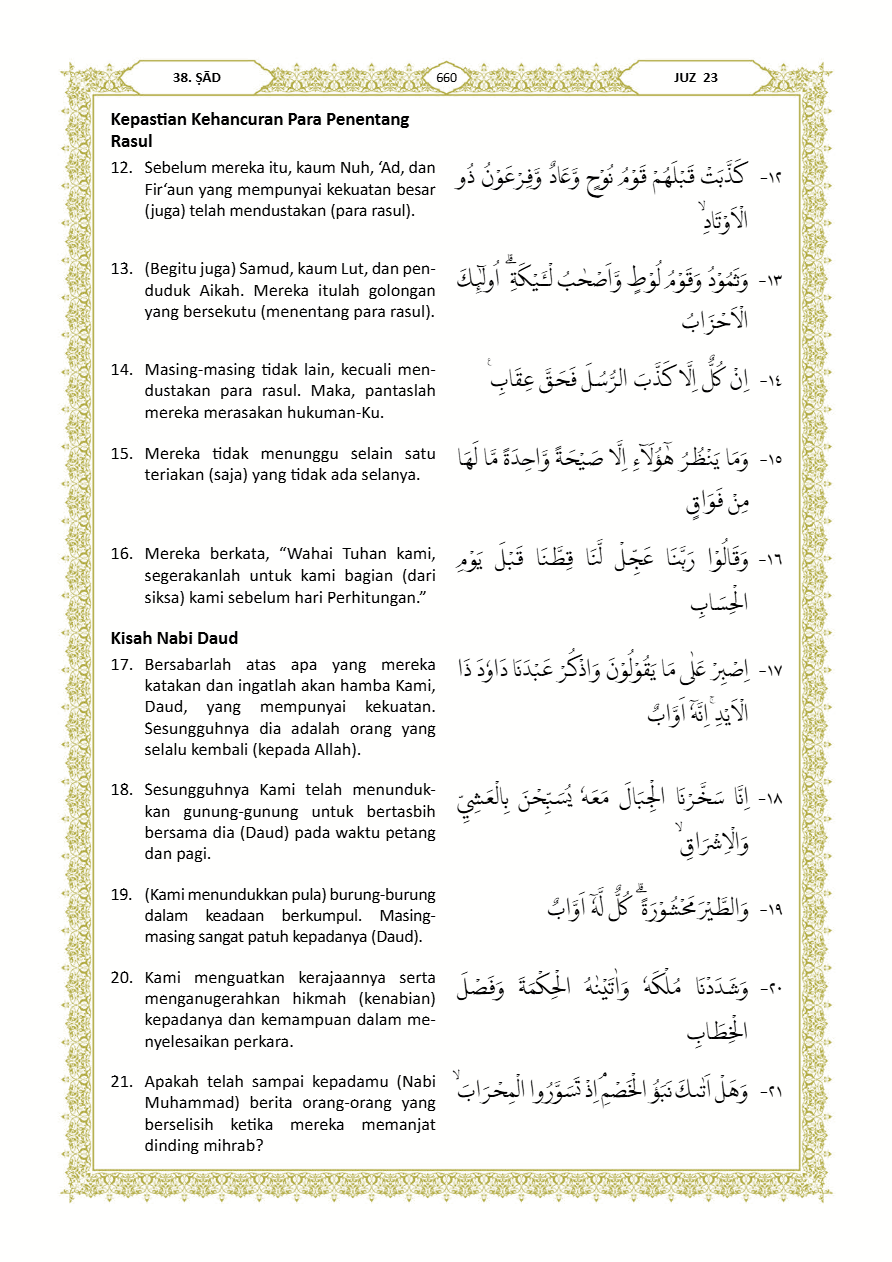 38. ṢĀD
660
JUZ 23
Kepastian Kehancuran Para Penentang
Rasul
12. Sebelum mereka itu, kaum Nuh, ‘Ad, dan
Fir‘aun yang mempunyai kekuatan besar
(juga) telah mendustakan (para rasul).
١٢- كَذَّبَتْ قَبْلَهُمْ قَوْمُ نُوْحٍ وَّعَادٌ وَّفِرْعَوْنُ ذُو
الْاَوْتَادِۙ
13. (Begitu juga) Samud, kaum Lut, dan pen-
duduk Aikah. Mereka itulah golongan
yang bersekutu (menentang para rasul).
١٣- وَثَمُوْدُ وَقَوْمُ لُوْطٍ وَّاَصْحٰبُ لْـَٔيْكَةِ ۗ اُولٰۤىِٕكَ
الْاَحْزَابُ
14. Masing-masing tidak lain, kecuali men-
dustakan para rasul. Maka, pantaslah
mereka merasakan hukuman-Ku.
١٤- اِنْ كُلٌّ اِلَّا كَذَّبَ الرُّسُلَ فَحَقَّ عِقَابِ ࣖ
15. Mereka tidak menunggu selain satu
teriakan (saja) yang tidak ada selanya.
١٥- وَمَا يَنْظُرُ هٰٓؤُلَاۤءِ اِلَّا صَيْحَةً وَّاحِدَةً مَّا لَهَا
مِنْ فَوَاقٍ
16. Mereka berkata, “Wahai Tuhan kami,
segerakanlah untuk kami bagian (dari
siksa) kami sebelum hari Perhitungan.”
١٦- وَقَالُوْا رَبَّنَا عَجِّلْ لَّنَا قِطَّنَا قَبْلَ يَوْمِ
الْحِسَابِ
Kisah Nabi Daud
17. Bersabarlah atas apa yang mereka
katakan dan ingatlah akan hamba Kami,
Daud, yang mempunyai kekuatan.
Sesungguhnya dia adalah orang yang
selalu kembali (kepada Allah).
١٧- اِصْبِرْ عَلٰى مَا يَقُوْلُوْنَ وَاذْكُرْ عَبْدَنَا دَاوٗدَ ذَا
الْاَيْدِۚ اِنَّهٗٓ اَوَّابٌ
18. Sesungguhnya Kami telah menunduk-
kan gunung-gunung untuk bertasbih
bersama dia (Daud) pada waktu petang
dan pagi.
١٨- اِنَّا سَخَّرْنَا الْجِبَالَ مَعَهٗ يُسَبِّحْنَ بِالْعَشِيِّ
وَالْاِشْرَاقِۙ
19. (Kami menundukkan pula) burung-burung
dalam keadaan berkumpul. Masing-
masing sangat patuh kepadanya (Daud).
١٩- وَالطَّيْرَ مَحْشُوْرَةً ۗ كُلٌّ لَّهٗٓ اَوَّابٌ
20. Kami menguatkan kerajaannya serta
menganugerahkan hikmah (kenabian)
kepadanya dan kemampuan dalam me-
nyelesaikan perkara.
٢٠- وَشَدَدْنَا مُلْكَهٗ وَاٰتَيْنٰهُ الْحِكْمَةَ وَفَصْلَ
الْخِطَابِ
21. Apakah telah sampai kepadamu (Nabi
Muhammad) berita orang-orang yang
berselisih ketika mereka memanjat
dinding mihrab?
٢١- وَهَلْ اَتٰىكَ نَبَؤُ الْخَصْمِۘ اِذْ تَسَوَّرُوا الْمِحْرَابَۙ